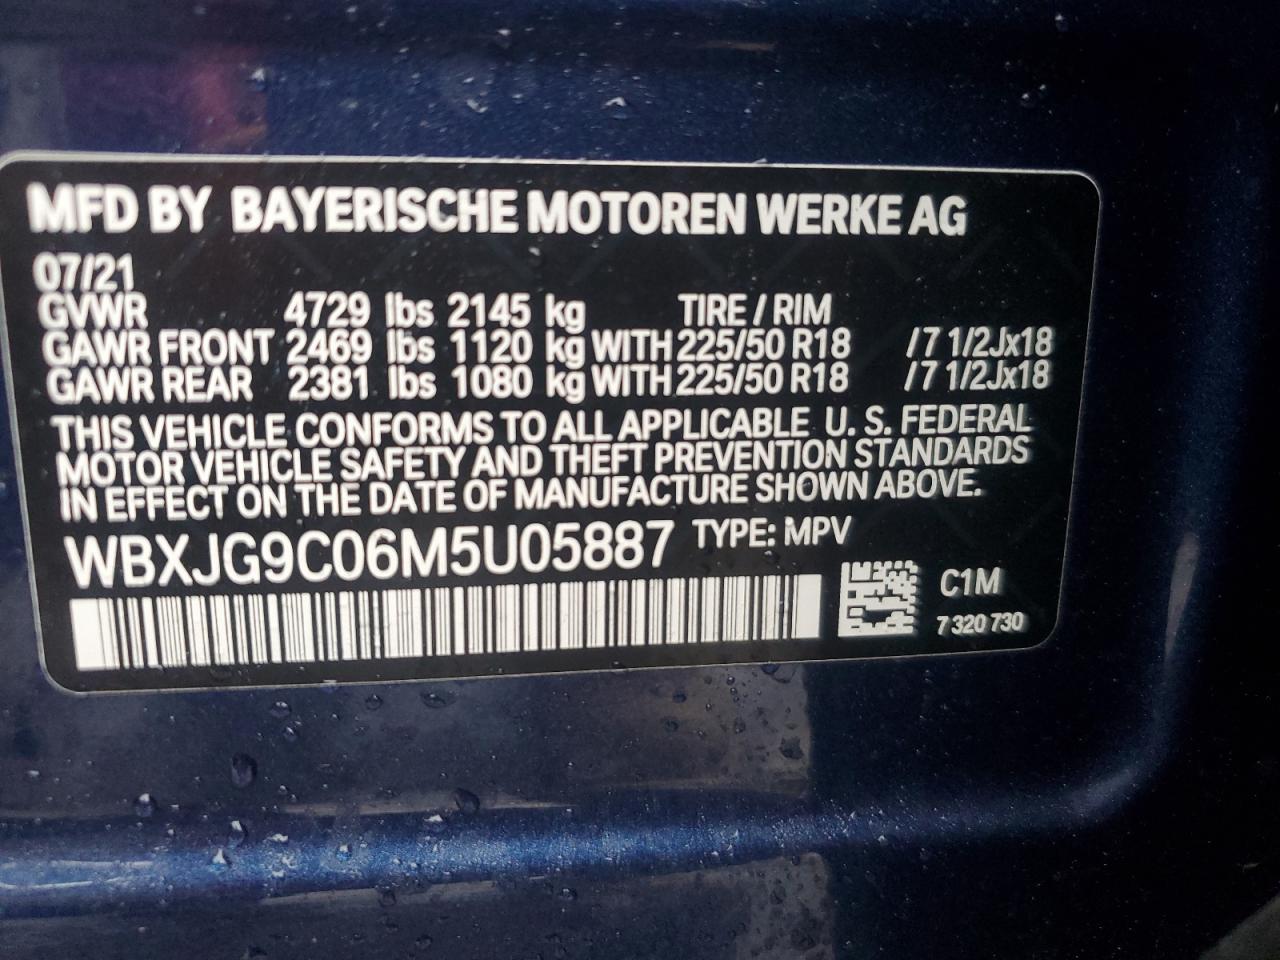 MFD BY BAYERISCHE MOTOREN WERKE AG
07/21
GVWR 4729 lbs 2145 kg TIRE / RIM
GAWR FRONT 2469 lbs 1120 kg WITH 225/50 R18 /7 1/2Jx18
GAWR REAR 2381 lbs 1080 kg WITH 225/50 R18 /7 1/2Jx18
THIS VEHICLE CONFORMS TO ALL APPLICABLE U. S. FEDERAL
MOTOR VEHICLE SAFETY AND THEFT PREVENTION STANDARDS
IN EFFECT ON THE DATE OF MANUFACTURE SHOWN ABOVE.
WBXJG9C06M5U05887 TYPE: MPV
C1M
7 320 730